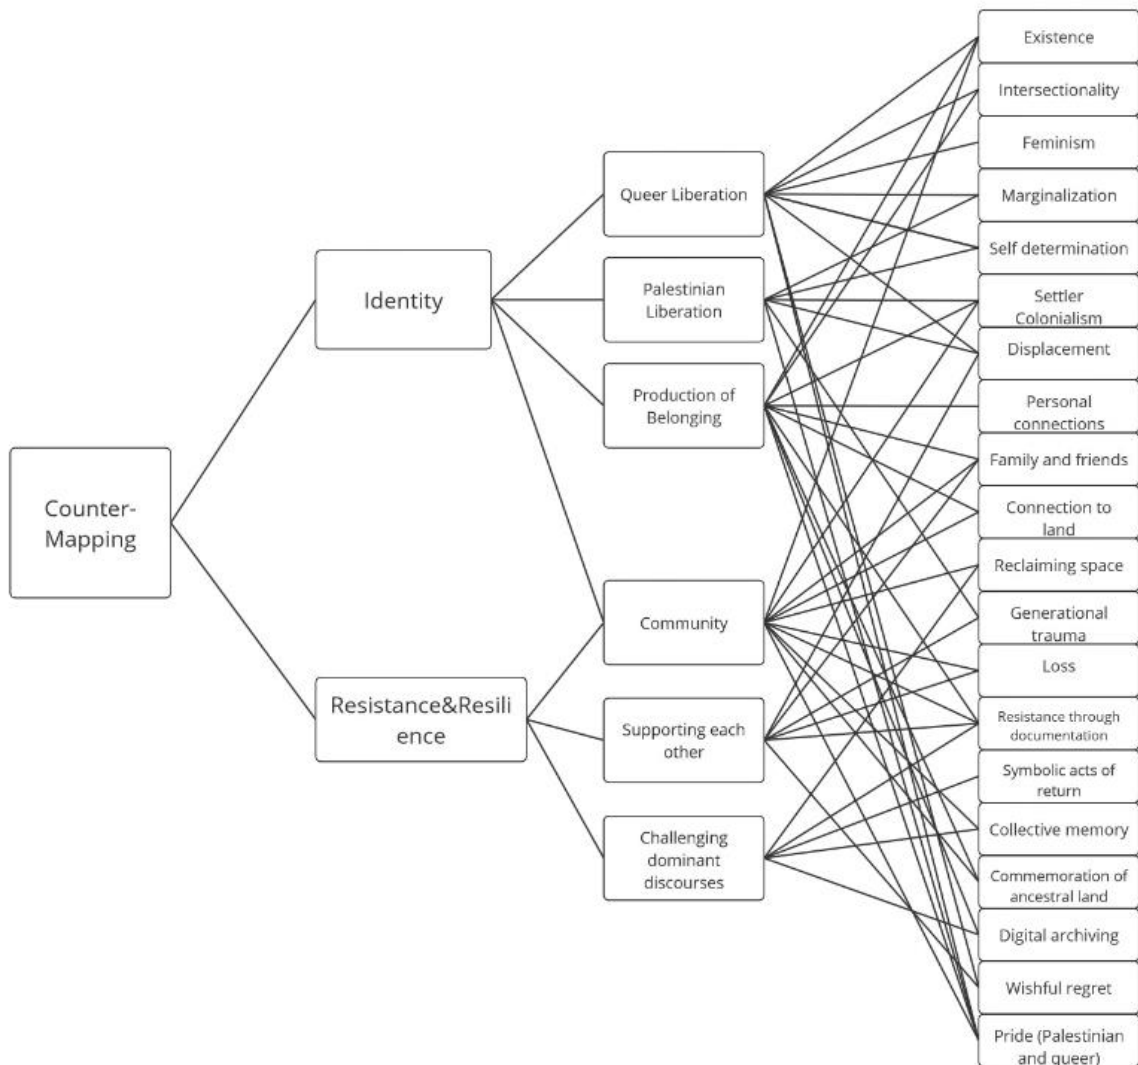 Counter-
Mapping
Identity
Resistance&Resili
ence
Queer Liberation
Palestinian
Liberation
Production of
Belonging
Community
Supporting each
other
Challenging
dominant
discourses
Existence
Intersectionality
Feminism
Marginalization
Self determination
Settler
Colonialism
Displacement
Personal
connections
Family and friends
Connection to
land
Reclaiming space
Generational
trauma
Loss
Resistance through
documentation
Symbolic acts of
return
Collective memory
Commemoration of
ancestral land
Digital archiving
Wishful regret
Pride (Palestinian
and queer)